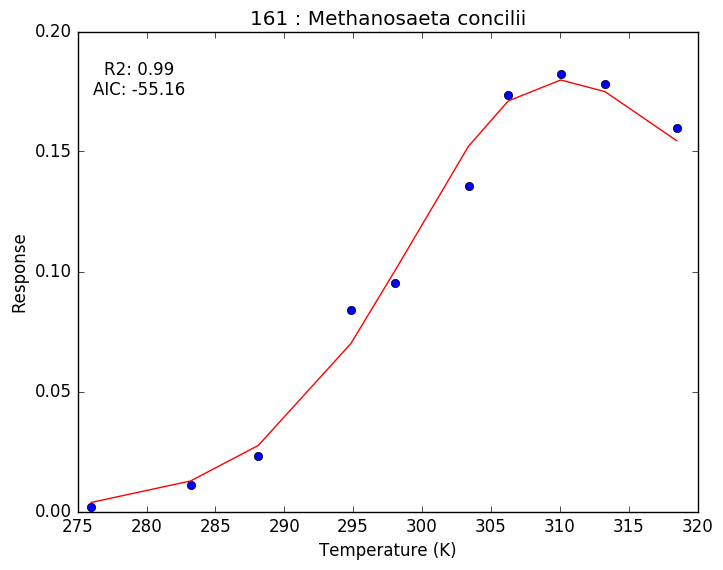 161 : Methanosaeta concilii
R2: 0.99
AIC: -55.16
0.20
0.15
0.10
0.05
0.00
Response
275 280 285 290 295 300 305 310 315 320
Temperature (K)